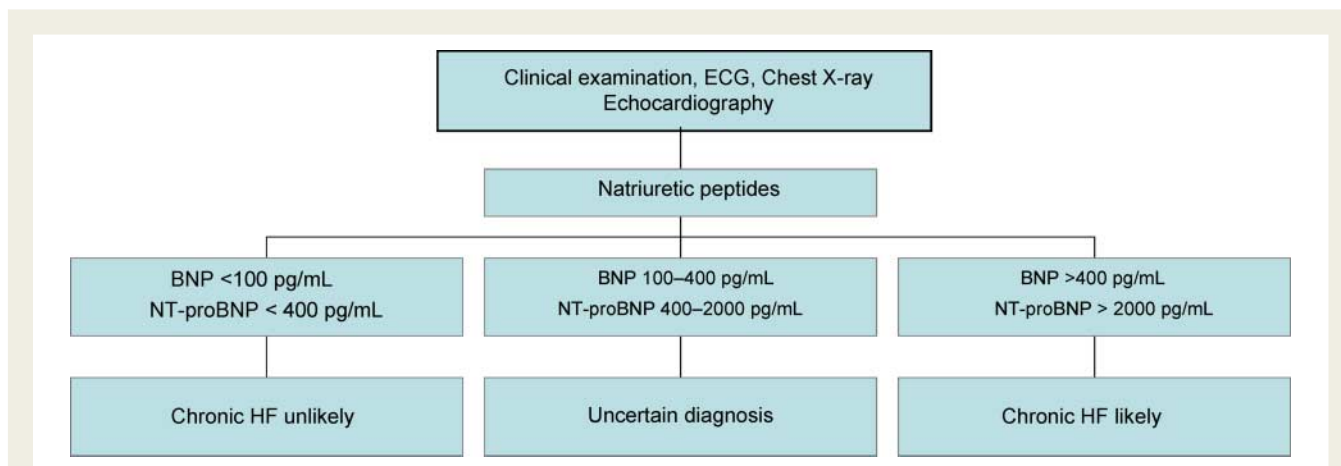 Clinical examination, ECG, Chest X-ray
Echocardiography
Natriuretic peptides
BNP <100 pg/mL
NT-proBNP < 400 pg/mL
BNP 100–400 pg/mL
NT-proBNP 400–2000 pg/mL
BNP >400 pg/mL
NT-proBNP > 2000 pg/mL
Chronic HF unlikely
Uncertain diagnosis
Chronic HF likely